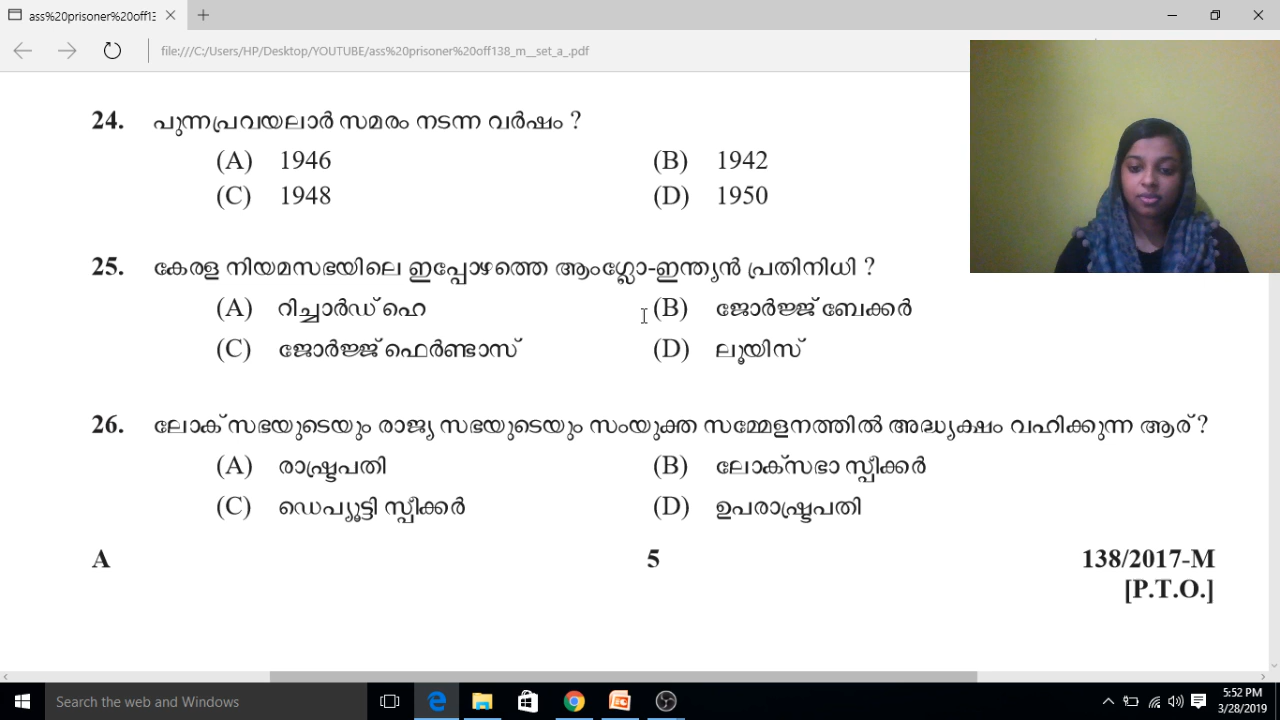 ass%20prisoner%20off13
file:///C:/Users/HP/Desktop/YOUTUBE/ass%20prisoner%20off138_m__set_a_.pdf
24. പുന്നപ്രവയലാർ സമരം നടന്ന വർഷം ?
(A) 1946 (B) 1942
(C) 1948 (D) 1950
25. കേരള നിയമസഭയിലെ ഇപ്പോഴത്തെ ആംഗ്ലോ-ഇന്ത്യൻ പ്രതിനിധി ?
(A) റിച്ചാർഡ് ഹെ (B) ജോർജ്ജ് ബേക്കർ
(C) ജോർജ്ജ് ഫെർണ്ടാസ് (D) ലൂയിസ്
26. ലോക് സഭയുടെയും രാജ്യ സഭയുടെയും സംയുക്ത സമ്മേളനത്തിൽ അദ്ധ്യക്ഷം വഹിക്കുന്ന ആര് ?
(A) രാഷ്ട്രപതി (B) ലോക്സഭാ സ്പീക്കർ
(C) ഡെപ്യൂട്ടി സ്പീക്കർ (D) ഉപരാഷ്ട്രപതി
A 5 138/2017-M
[P.T.O.]
Search the web and Windows
5:52 PM
3/28/2019